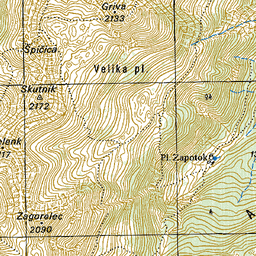 Griva
2133
Špičica
Velika pl.
Skutnik
2172
Pl. Zapotok
Zagorelec
2090